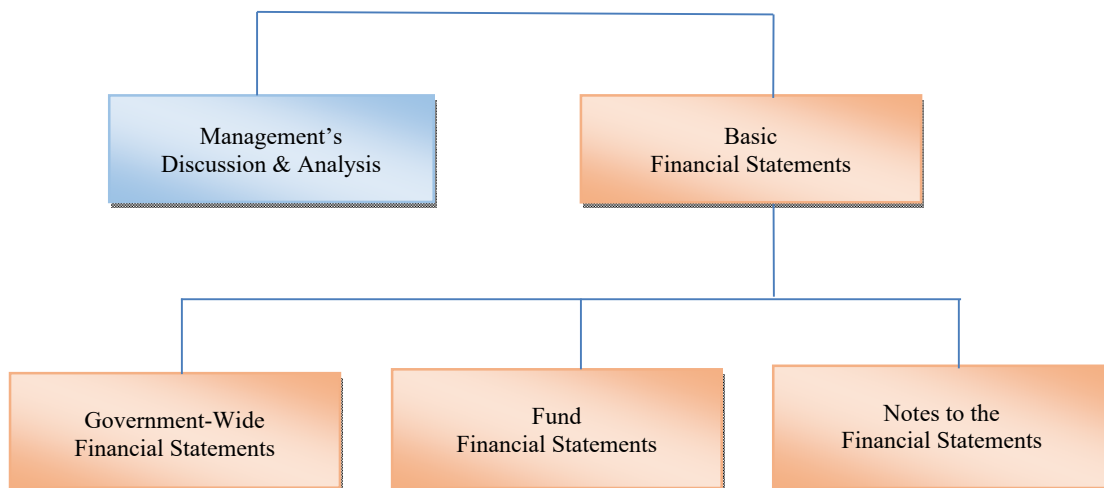 Management’s
Discussion & Analysis
Basic
Financial Statements
Government-Wide
Financial Statements
Fund
Financial Statements
Notes to the
Financial Statements